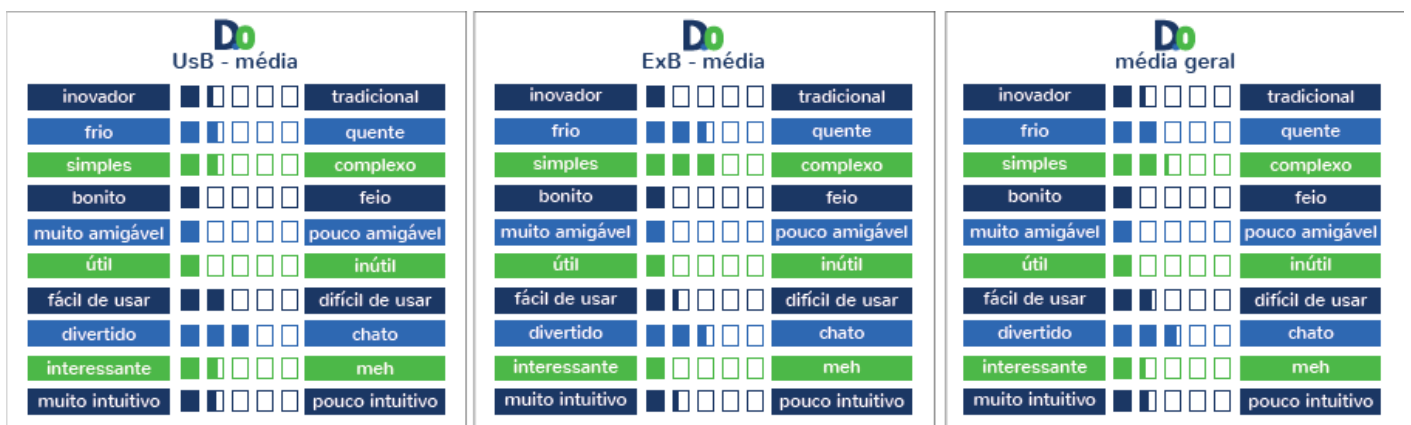 Do
UsB - média
inovador tradicional
frio quente
simples complexo
bonito feio
muito amigável pouco amigável
útil inútil
fácil de usar difícil de usar
divertido chato
interessante meh
muito intuitivo pouco intuitivo
Do
ExB - média
inovador tradicional
frio quente
simples complexo
bonito feio
muito amigável pouco amigável
útil inútil
fácil de usar difícil de usar
divertido chato
interessante meh
muito intuitivo pouco intuitivo
Do
média geral
inovador tradicional
frio quente
simples complexo
bonito feio
muito amigável pouco amigável
útil inútil
fácil de usar difícil de usar
divertido chato
interessante meh
muito intuitivo pouco intuitivo